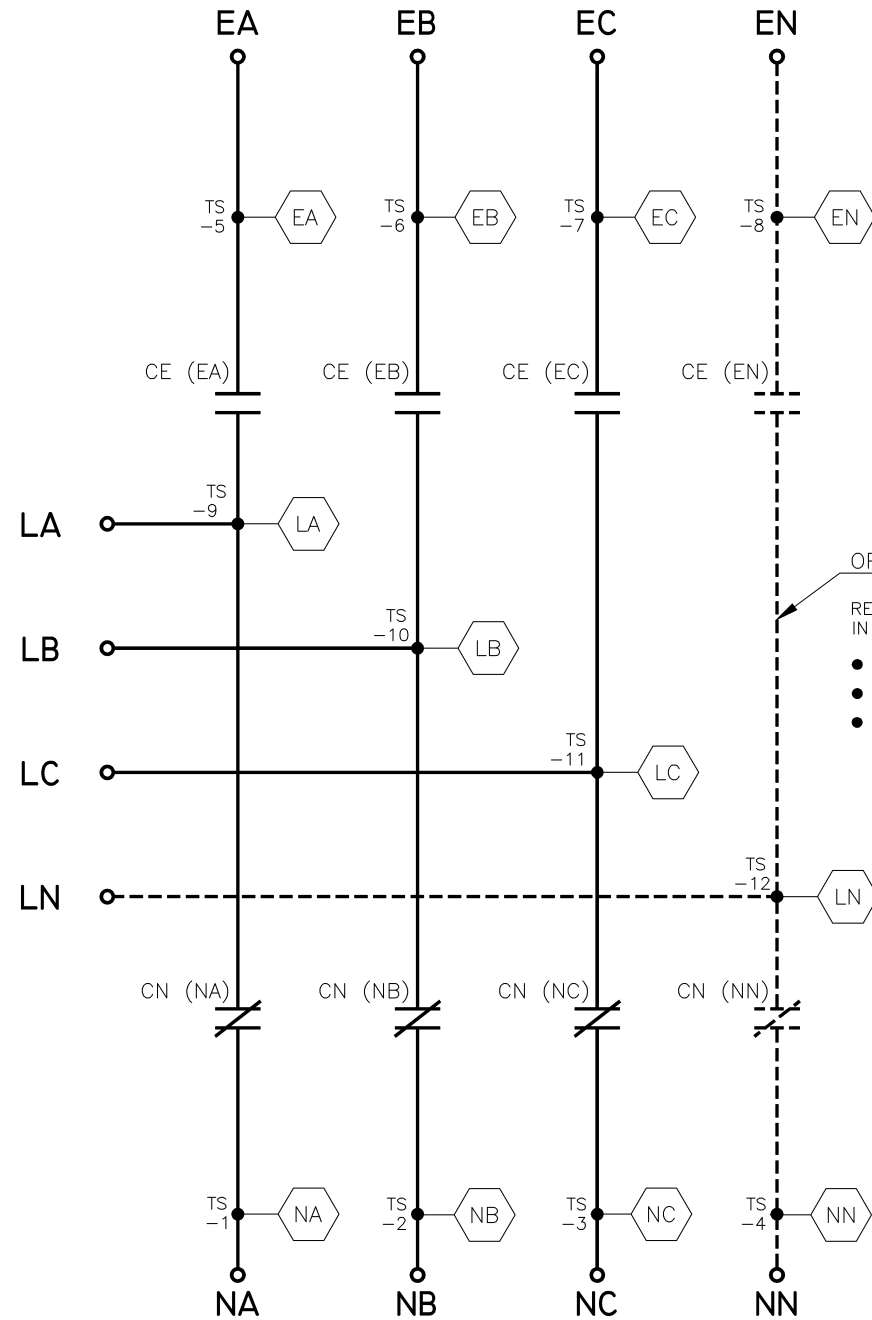 EA EB EC EN
TS
-5
EA
TS
-6
EB
TS
-7
EC
TS
-8
EN
CE (EA)
CE (EB)
CE (EC)
CE (EN)
LA
TS
-9
LA
LB
TS
-10
LB
IN
LC
TS
-11
LC
LN
TS
-12
LN
CN (NA)
CN (NB)
CN (NC)
CN (NN)
TS
-1
NA
TS
-2
NB
TS
-3
NC
TS
-4
NN
NA NB NC NN